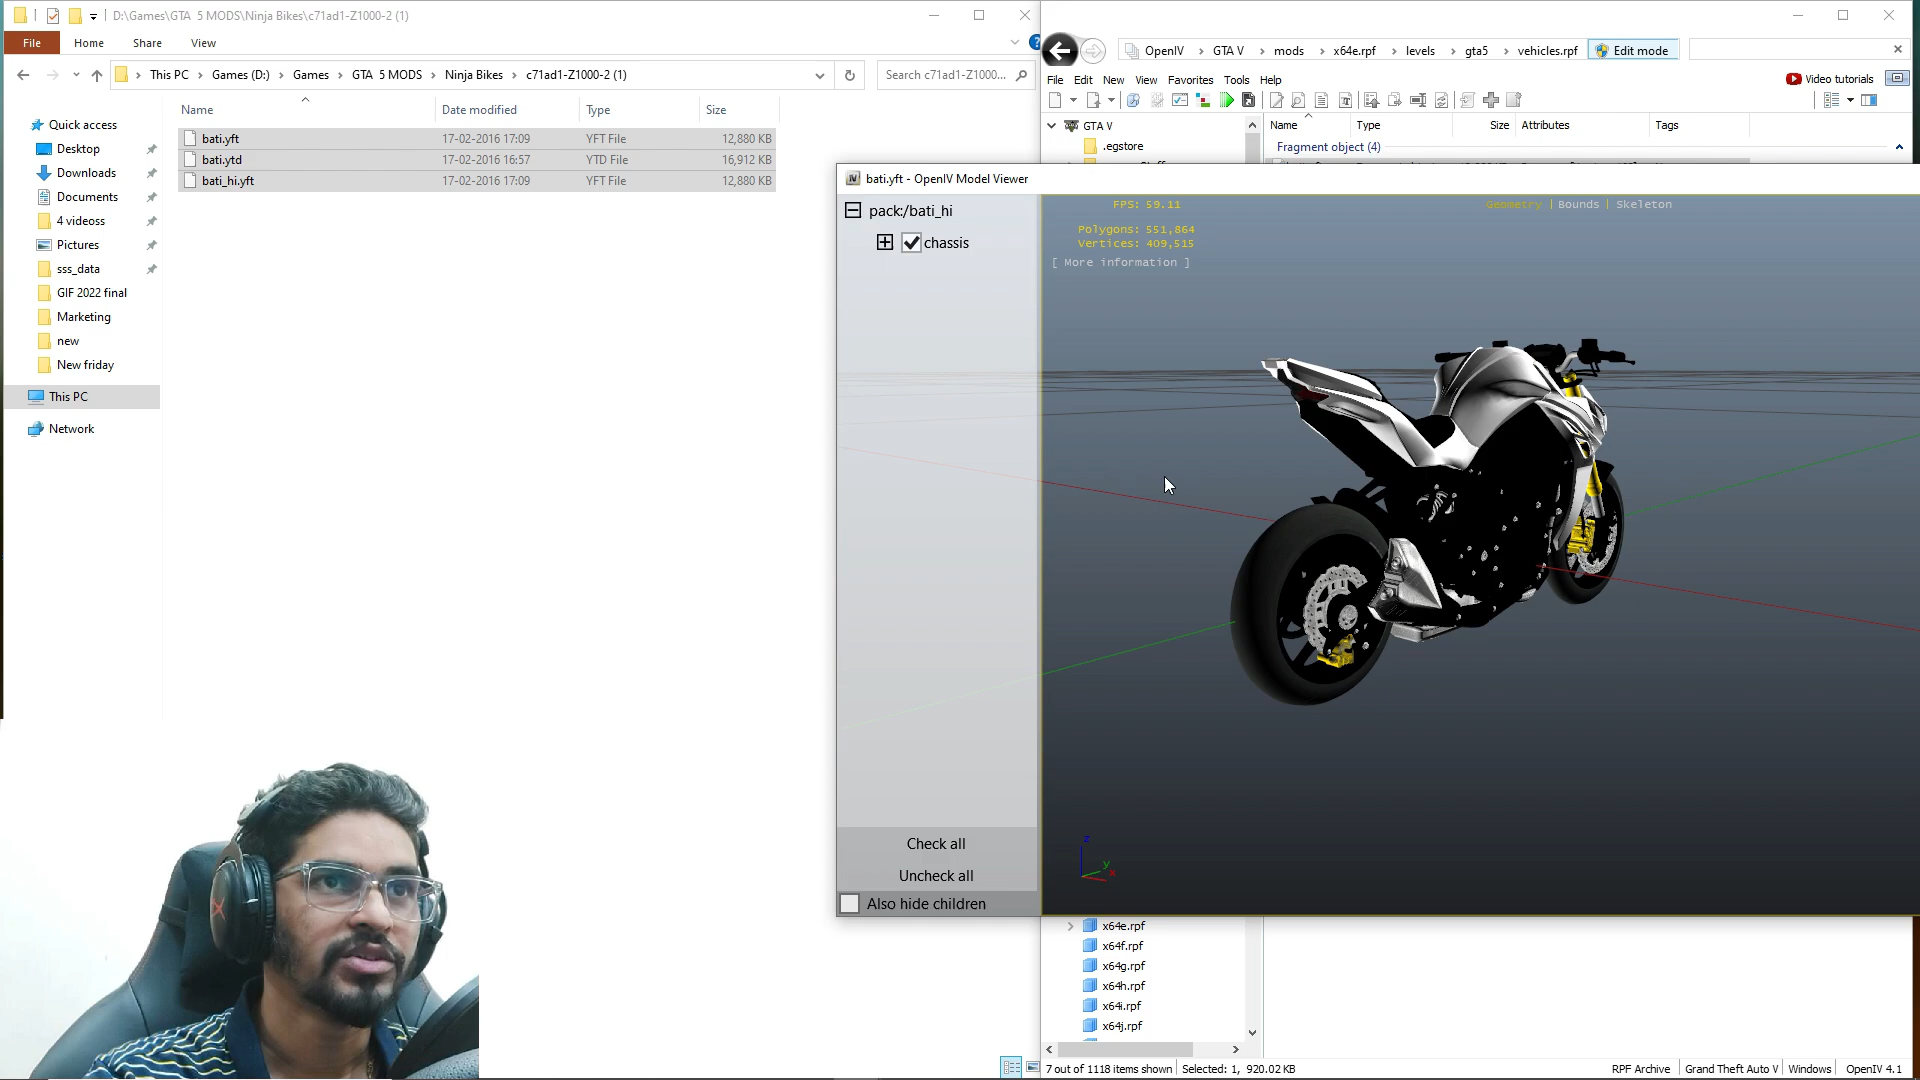 D:\Games\GTA  5 MODS\Ninja Bikes\c71ad1-Z1000-2 (1)
File Home Share View
This PC Games (D:) Games GTA  5 MODS Ninja Bikes c71ad1-Z1000-2 (1)
Search c71ad1-Z1000...
Name Date modified Type Size
bati.yft 17-02-2016 17:09 YFT File 12,880 KB
bati.ytd 17-02-2016 16:57 YTD File 16,912 KB
bati_hi.yft 17-02-2016 17:09 YFT File 12,880 KB
Quick access
Desktop
Downloads
Documents
4 videoss
Pictures
sss_data
GIF 2022 final
Marketing
new
New friday
This PC
Network
OpenIV GTA V mods x64e.rpf levels gta5 vehicles.rpf Edit mode
File Edit New View Favorites Tools Help Video tutorials
GTA V
.egstore
Name Type Size Attributes Tags
Fragment object (4)
bati.yft - OpenIV Model Viewer
pack:/bati_hi
chassis
FPS: 59.11
Polygons: 551,864
Vertices: 409,515
[ More information ]
Geometry | Bounds | Skeleton
z
y
x
Check all
Uncheck all
Also hide children
x64e.rpf
x64f.rpf
x64g.rpf
x64h.rpf
x64i.rpf
x64j.rpf
7 out of 1118 items shown Selected: 1,  920.02 KB RPF Archive Grand Theft Auto V Windows OpenIV 4.1